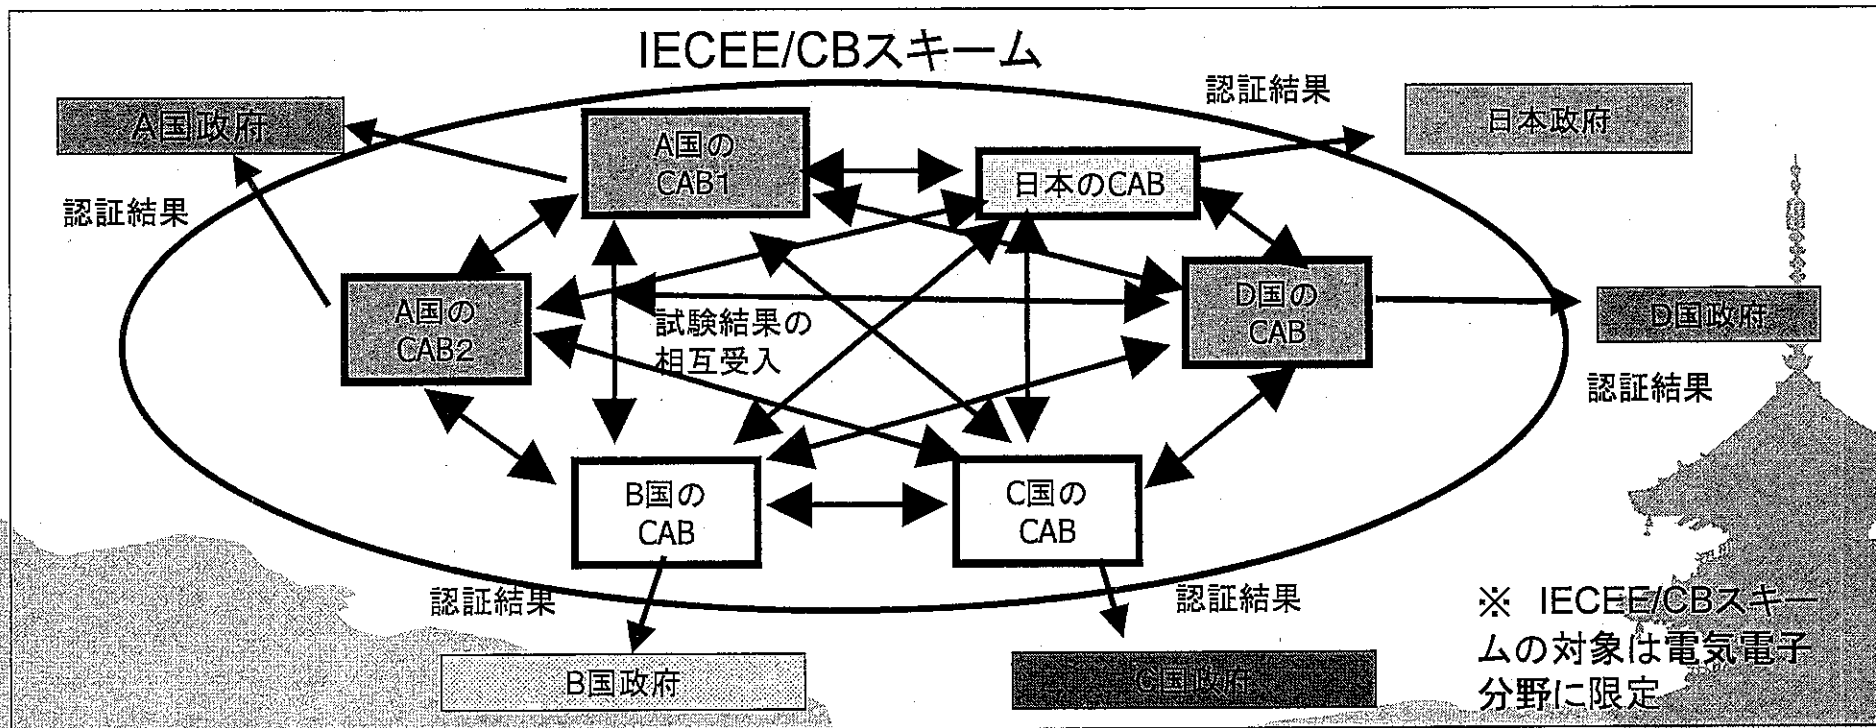 IECEE/CBスキーム
認証結果
A国政府
A国の
CAB1
日本政府
日本のCAB
認証結果
A国の
CAB2
試験結果の
相互受入
D国の
CAB
D国政府
認証結果
B国の
CAB
C国の
CAB
認証結果
認証結果
B国政府
C国政府
※ IECEE/CBスキー
ムの対象は電気電子
分野に限定